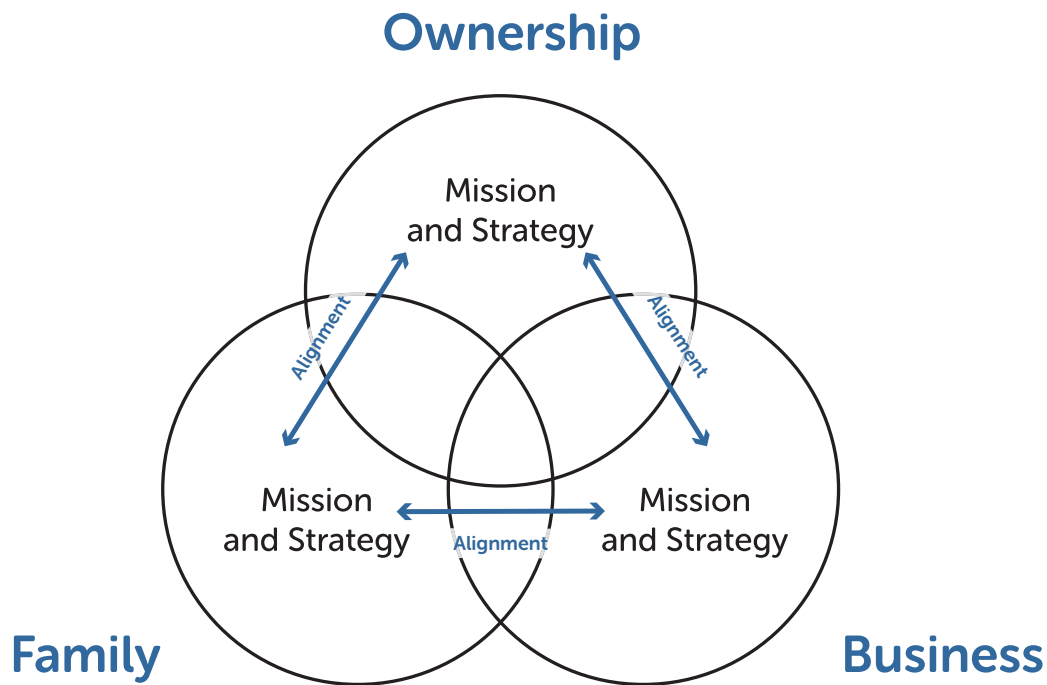 Ownership
Mission
and Strategy
Alignment
Alignment
Mission
and Strategy
Mission
and Strategy
Alignment
Family
Business